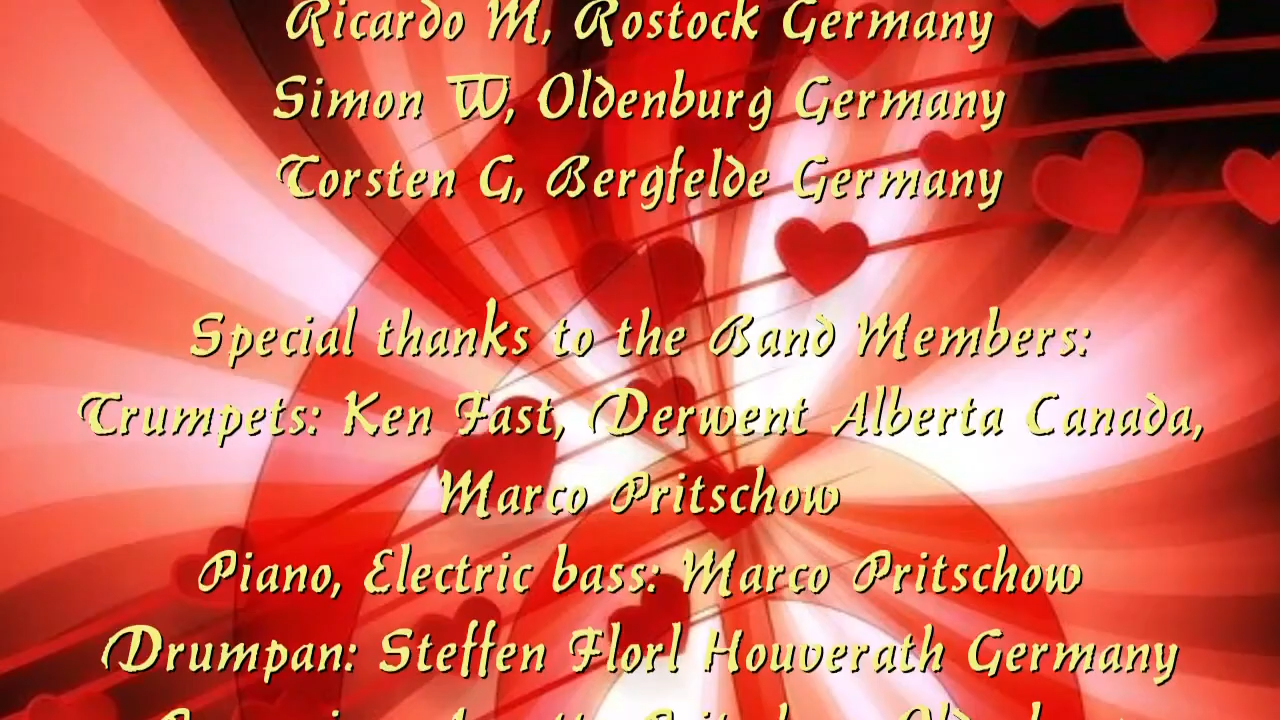 Ricardo M, Rostock Germany
Simon W, Oldenburg Germany
Torsten G, Bergfelde Germany
Special thanks to the Band Members:
Trumpets: Ken Fast, Derwent Alberta Canada,
Marco Pritschow
Piano, Electric bass: Marco Pritschow
Drumpan: Steffen Florl Houverath Germany